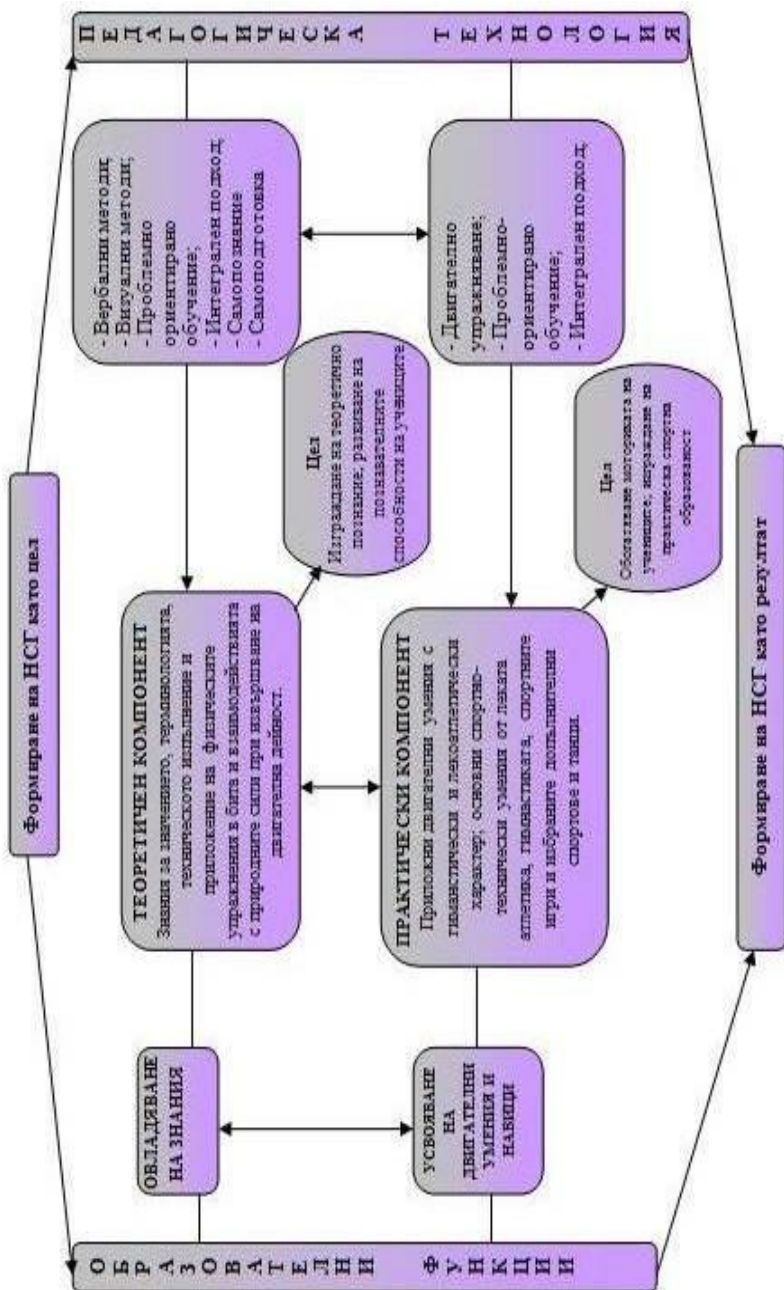 Формиране на НСГ като цел
ОБРАЗОВАТЕЛНИ ФУНКЦИИ
ОВЛАДЯВАНЕ
НА ЗНАНИЯ
ТЕОРЕТИЧЕН КОМПОНЕНТ
Знания за значението, терминологията,
техническото изпълнение и
приложение на физическите
упражнения в бита и взаимодействията
с природните сили при извършване на
двигателна дейност.
- Вербални методи;
- Визуални методи;
- Проблемно
ориентирано
обучение;
- Интегрален подход;
- Самопознание
- Самоподготовка
ПЕДАГОГИЧЕСКА ТЕХНОЛОГИЯ
Цел
Изграждане на теоретично
познание, развиване на
познавателните
способности на учениците
УСВОЯВАНЕ
НА
ДВИГАТЕЛНИ
УМЕНИЯ И
НАВИЦИ
ПРАКТИЧЕСКИ КОМПОНЕНТ
Приложни двигателни умения с
гимнастически и лекоатлетически
характер; основни спортно-
технически умения от леката
атлетика, гимнастиката, спортните
игри и избраните допълнителни
спортове и танци.
- Двигателно
упражняване;
- Проблемно-
ориентирано
обучение;
- Интегрален подход;
Цел
Обогатяване моториката на
учениците, изграждане на
практическа спортна
образованост
Формиране на НСГ като резултат